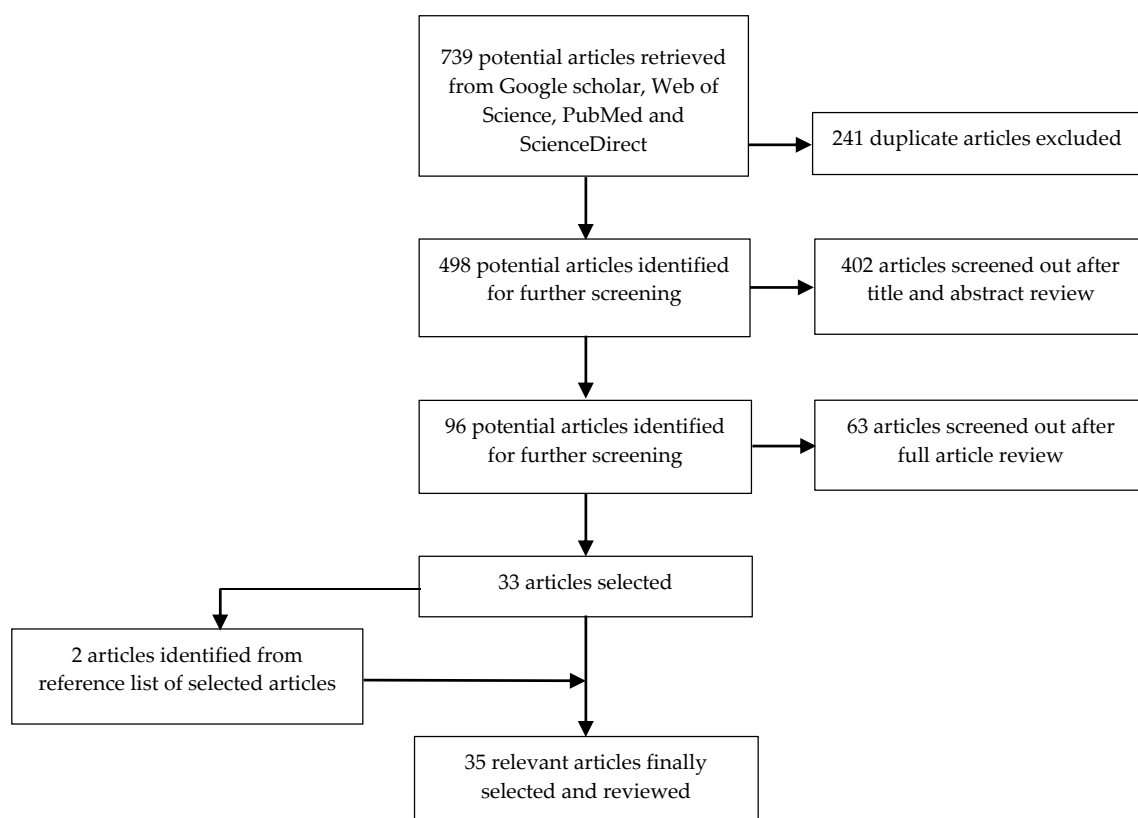 739 potential articles retrieved
from Google scholar, Web of
Science, PubMed and
ScienceDirect
241 duplicate articles excluded
498 potential articles identified
for further screening
402 articles screened out after
title and abstract review
96 potential articles identified
for further screening
63 articles screened out after
full article review
33 articles selected
2 articles identified from
reference list of selected articles
35 relevant articles finally
selected and reviewed